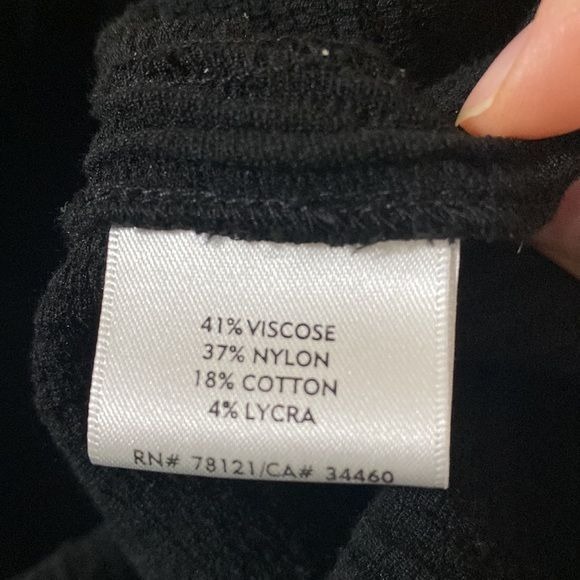 41% VISCOSE
37% NYLON
18% COTTON
4% LYCRA
RN# 78121/CA# 34460